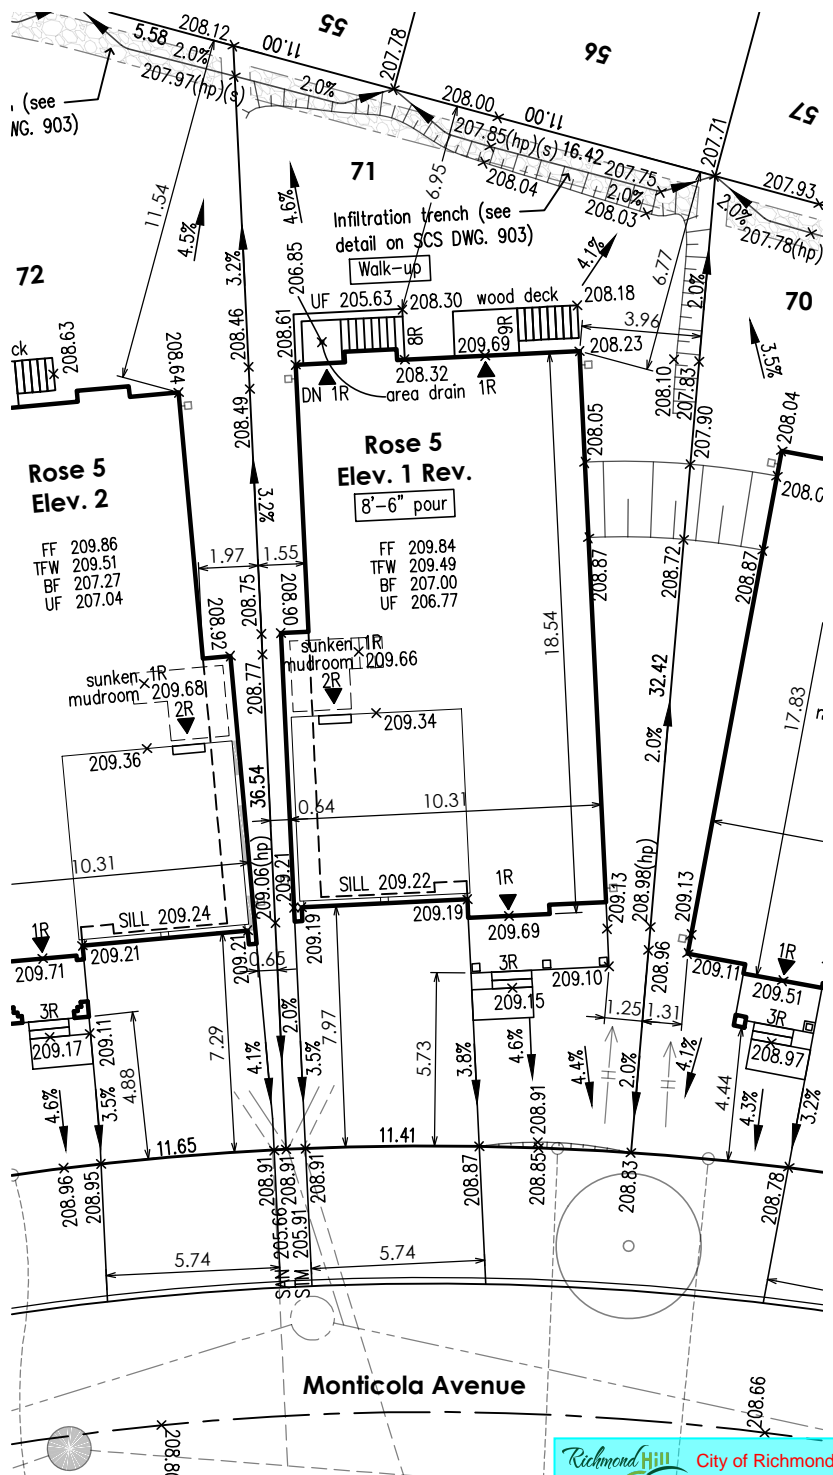 55
56
57
208.12
11.00
5.58
2.0%
207.97(hp)(s)
2.0%
207.78
208.00
11.00
207.85(hp)(s)
16.42
207.75
207.71
208.04
2.0%
208.03
207.93
2.0%
207.78(hp)
(see
WG. 903)
11.54
4.5%
4.9%
71
6.95
Infiltration trench (see
detail on SCS DWG. 903)
Walk-up
4.1%
6.77
2.0%
72
70
3.2%
206.85
UF 205.63
208.30
wood deck
208.18
3.96
3.5%
ck
208.63
208.46
208.61
8R
9R
209.69
208.23
208.64
208.32
DN 1R
area drain
1R
208.10
207.83
208.49
208.05
207.90
208.04
Rose 5
Elev. 2
Rose 5
Elev. 1 Rev.
8'-6" pour
3.2%
208.0
FF 209.86
TFW 209.51
BF 207.27
UF 207.04
FF 209.84
TFW 209.49
BF 207.00
UF 206.77
1.97
1.55
208.87
208.72
208.87
208.75
208.90
208.92
18.54
sunken 1R
mudroom 209.66
2R
208.77
sunken 1R
mudroom 209.68
2R
32.42
17.83
209.34
209.36
2.0%
36.54
0.64
10.31
10.31
209.06(hp)
209.21
SILL 209.22
1R
209.19
209.69
209.13
208.98(hp)
209.13
SILL 209.24
1R
209.71
209.21
209.21
209.19
0.65
208.96
209.11
1R
209.51
3R
209.10
209.15
1.25
1.31
3R
209.17
209.11
3R
208.97
4.88
7.29
4.1%
2.0%
3.5%
7.97
5.73
3.8%
4.6%
4.4%
2.0%
4.1%
4.44
4.3%
3.2%
4.6%
3.5%
11.65
11.41
208.96
208.95
208.91
208.91
208.91
208.87
208.91
208.85
208.83
208.78
SAN 205.66
STM 205.91
5.74
5.74
Monticola Avenue
208.66
Richmond Hill
City of Richmond